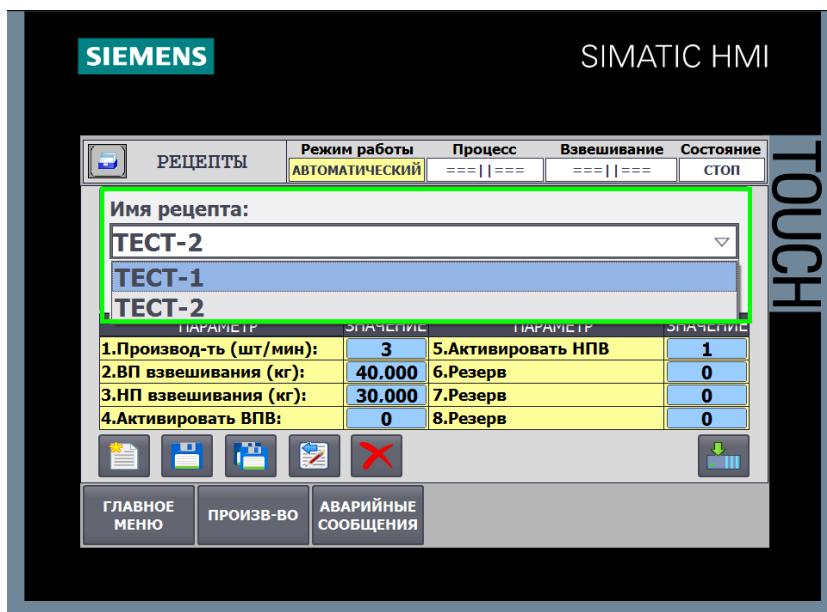 SIEMENS
SIMATIC HMI
TOUCH
РЕЦЕПТЫ
Режим работы Процесс Взвешивание Состояние
АВТОМАТИЧЕСКИЙ ===||=== ===||=== СТОП
Имя рецепта:
ТЕСТ-2
ТЕСТ-1
ТЕСТ-2
ПАРАМЕТР ЗНАЧЕНИЕ ПАРАМЕТР ЗНАЧЕНИЕ
1.Производ-ть (шт/мин): 3 5.Активировать НПВ 1
2.ВП взвешивания (кг): 40,000 6.Резерв 0
3.НП взвешивания (кг): 30,000 7.Резерв 0
4.Активировать ВПВ: 0 8.Резерв 0
ГЛАВНОЕ МЕНЮ
ПРОИЗВ-ВО
АВАРИЙНЫЕ СООБЩЕНИЯ